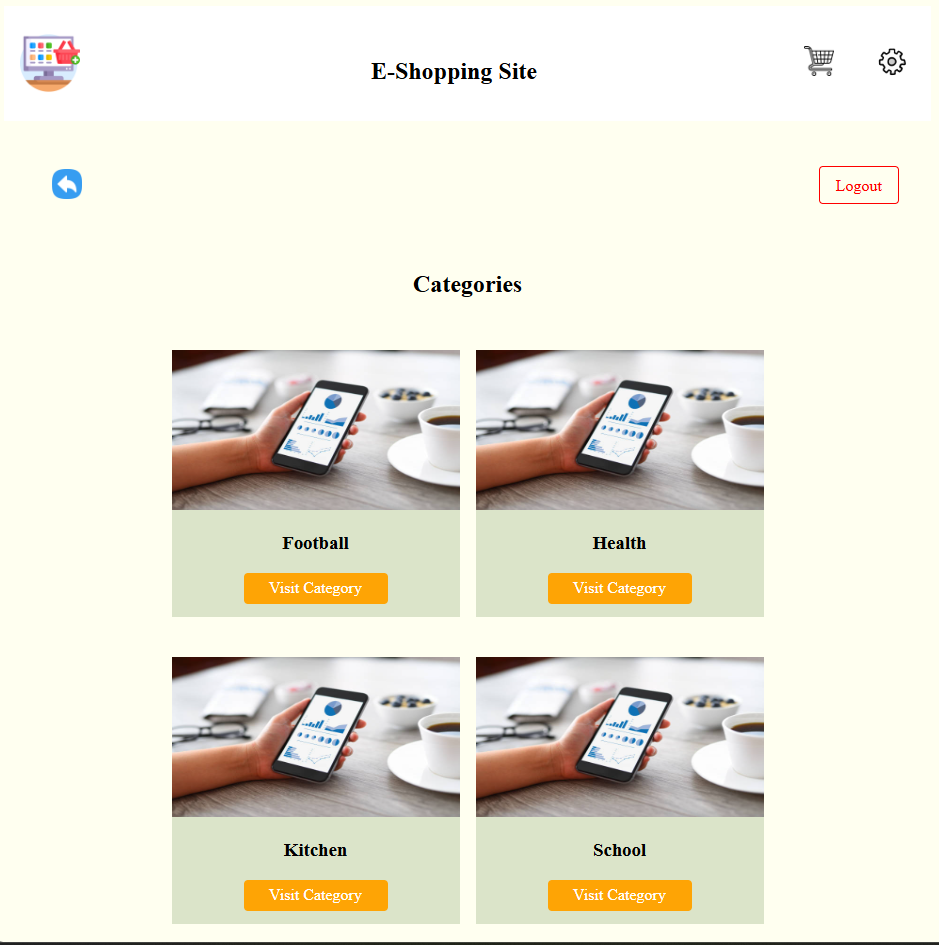 E-Shopping Site
Logout
Categories
Football
Health
Visit Category
Visit Category
Kitchen
School
Visit Category
Visit Category